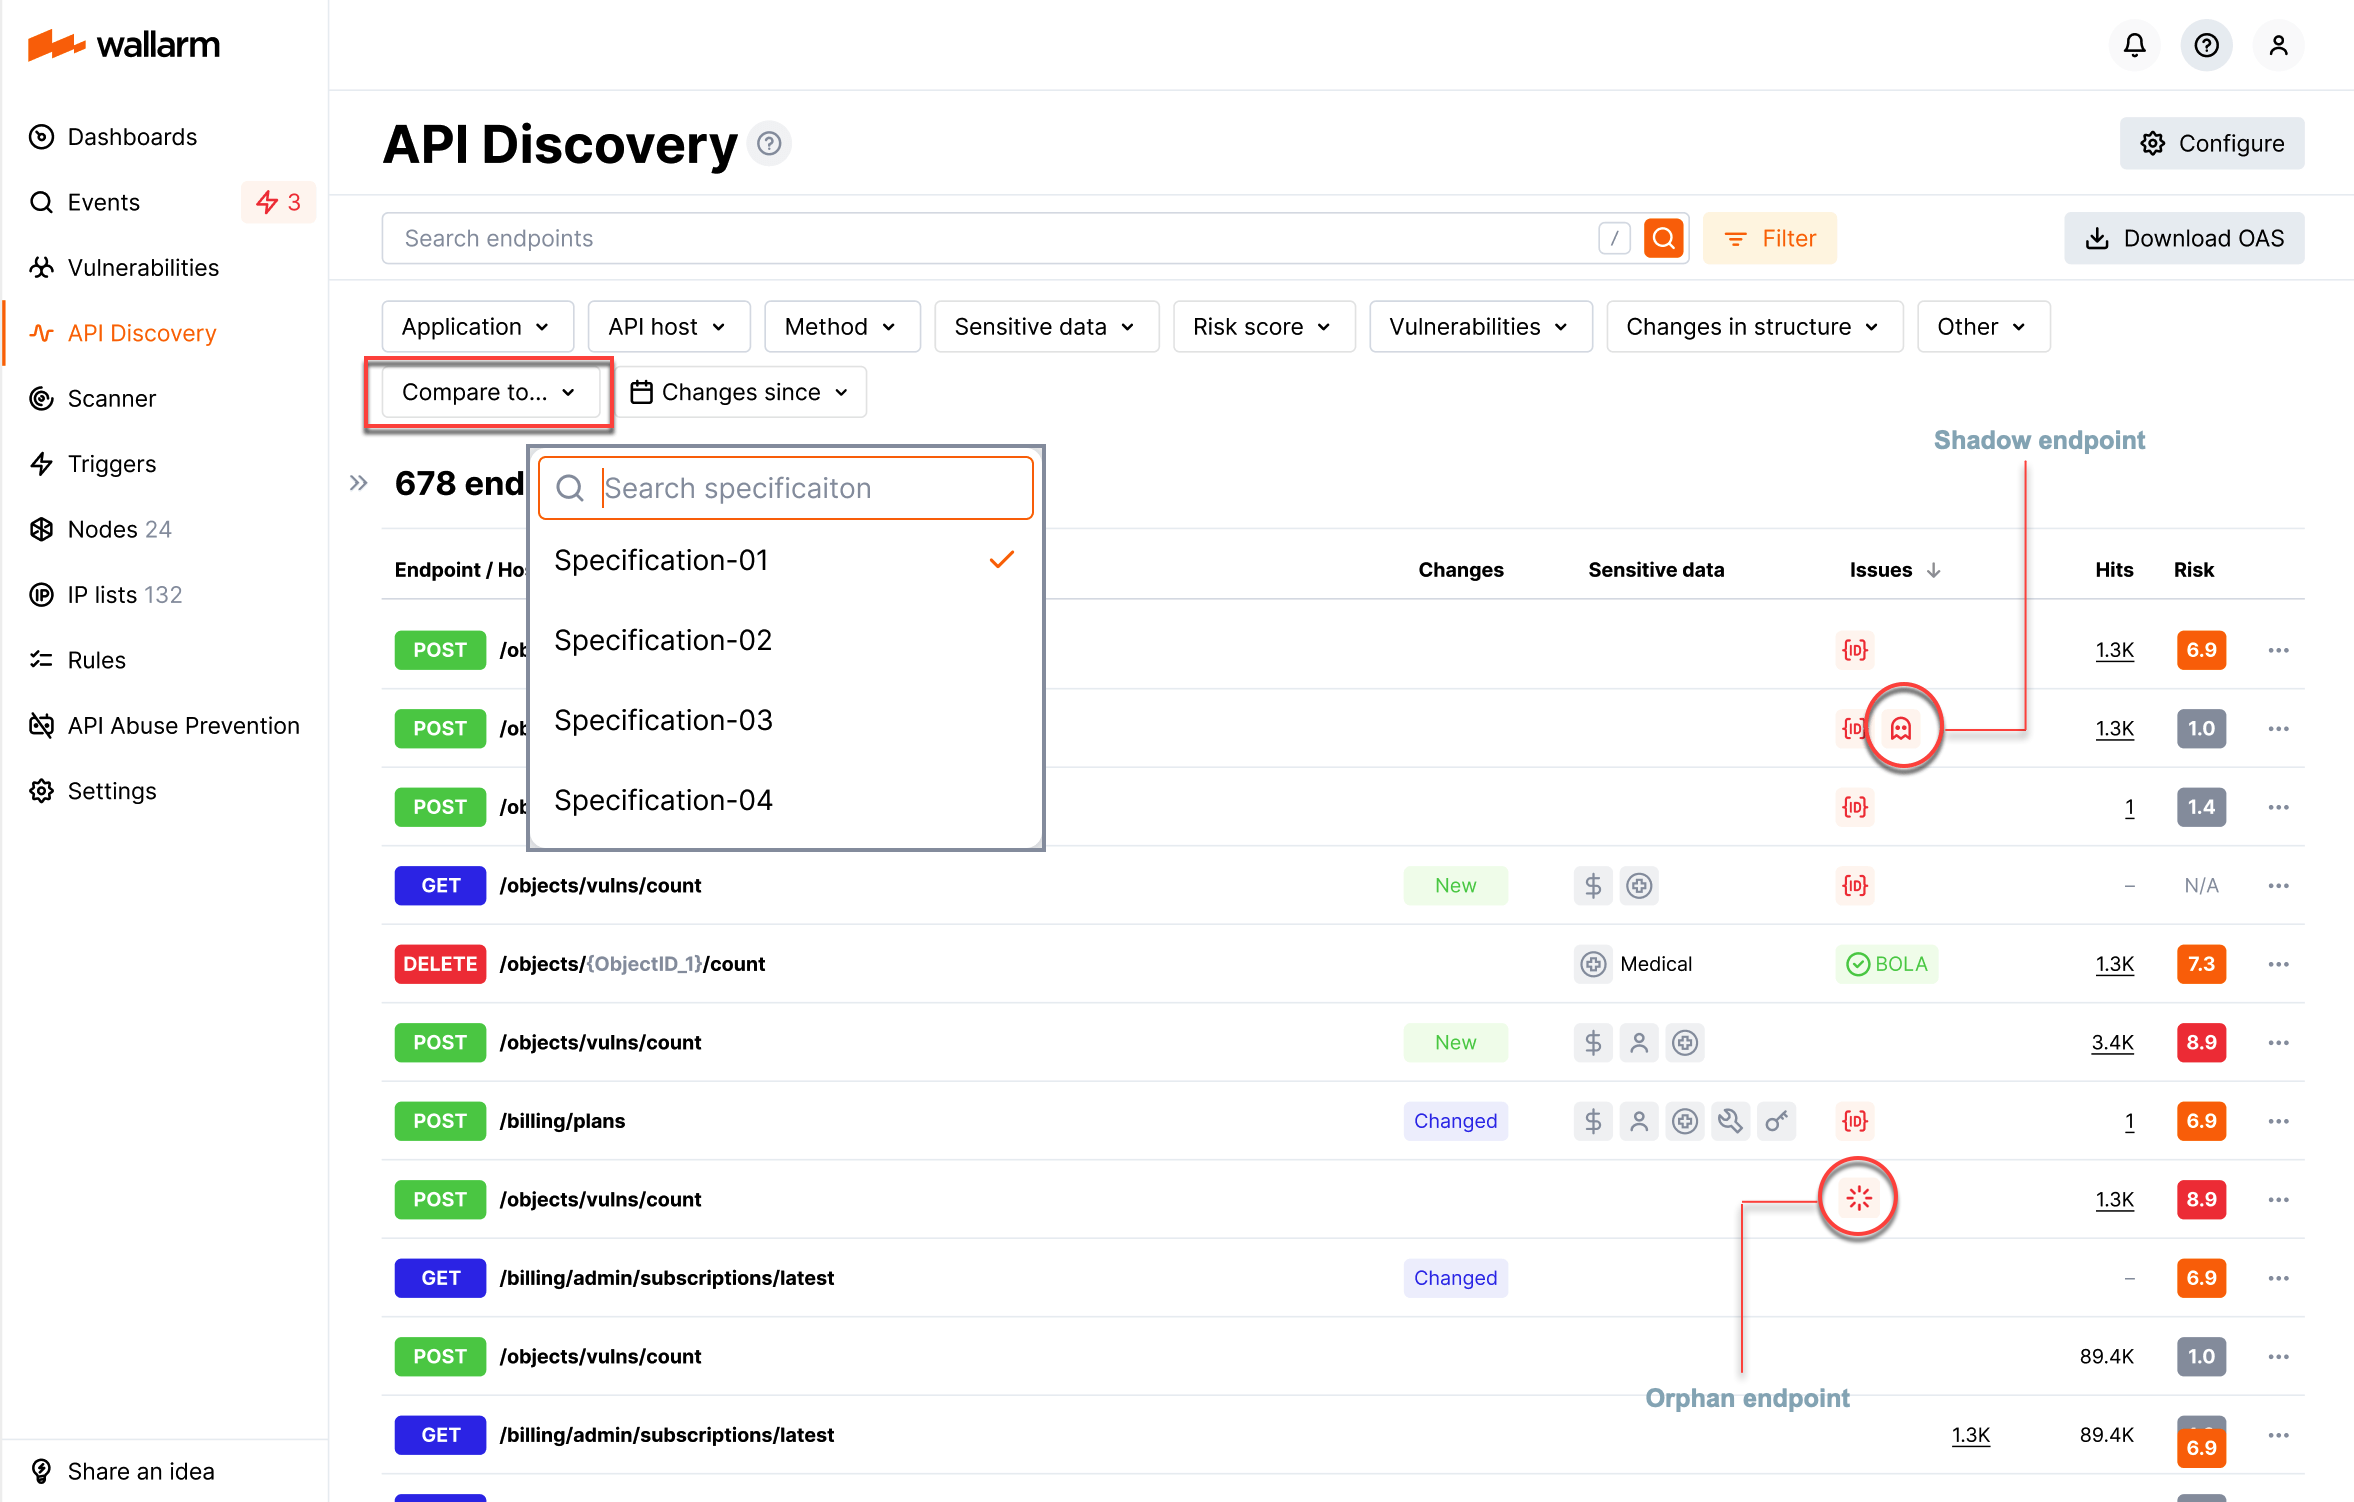 wallarm
Dashboards
Events 3
Vulnerabilities
API Discovery
Scanner
Triggers
Nodes 24
IP lists 132
Rules
API Abuse Prevention
Settings
Share an idea
API Discovery ?
Configure
Search endpoints /
Filter
Download OAS
Application
API host
Method
Sensitive data
Risk score
Vulnerabilities
Changes in structure
Other
Compare to...
Changes since
Shadow endpoint
678 end
Search specificaiton
Specification-01
Specification-02
Specification-03
Specification-04
Endpoint / Ho Changes Sensitive data Issues Hits Risk
POST /ob {ID} 1.3K 6.9 ...
POST /ob {ID} 1.3K 1.0 ...
POST /ob {ID} 1 1.4 ...
GET /objects/vulns/count New $ {ID} – N/A ...
DELETE /objects/{ObjectID_1}/count Medical BOLA 1.3K 7.3 ...
POST /objects/vulns/count New $ 3.4K 8.9 ...
POST /billing/plans Changed $ {ID} 1 6.9 ...
POST /objects/vulns/count 1.3K 8.9 ...
GET /billing/admin/subscriptions/latest Changed – 6.9 ...
POST /objects/vulns/count 89.4K 1.0 ...
Orphan endpoint
GET /billing/admin/subscriptions/latest 1.3K 89.4K 6.9 ...